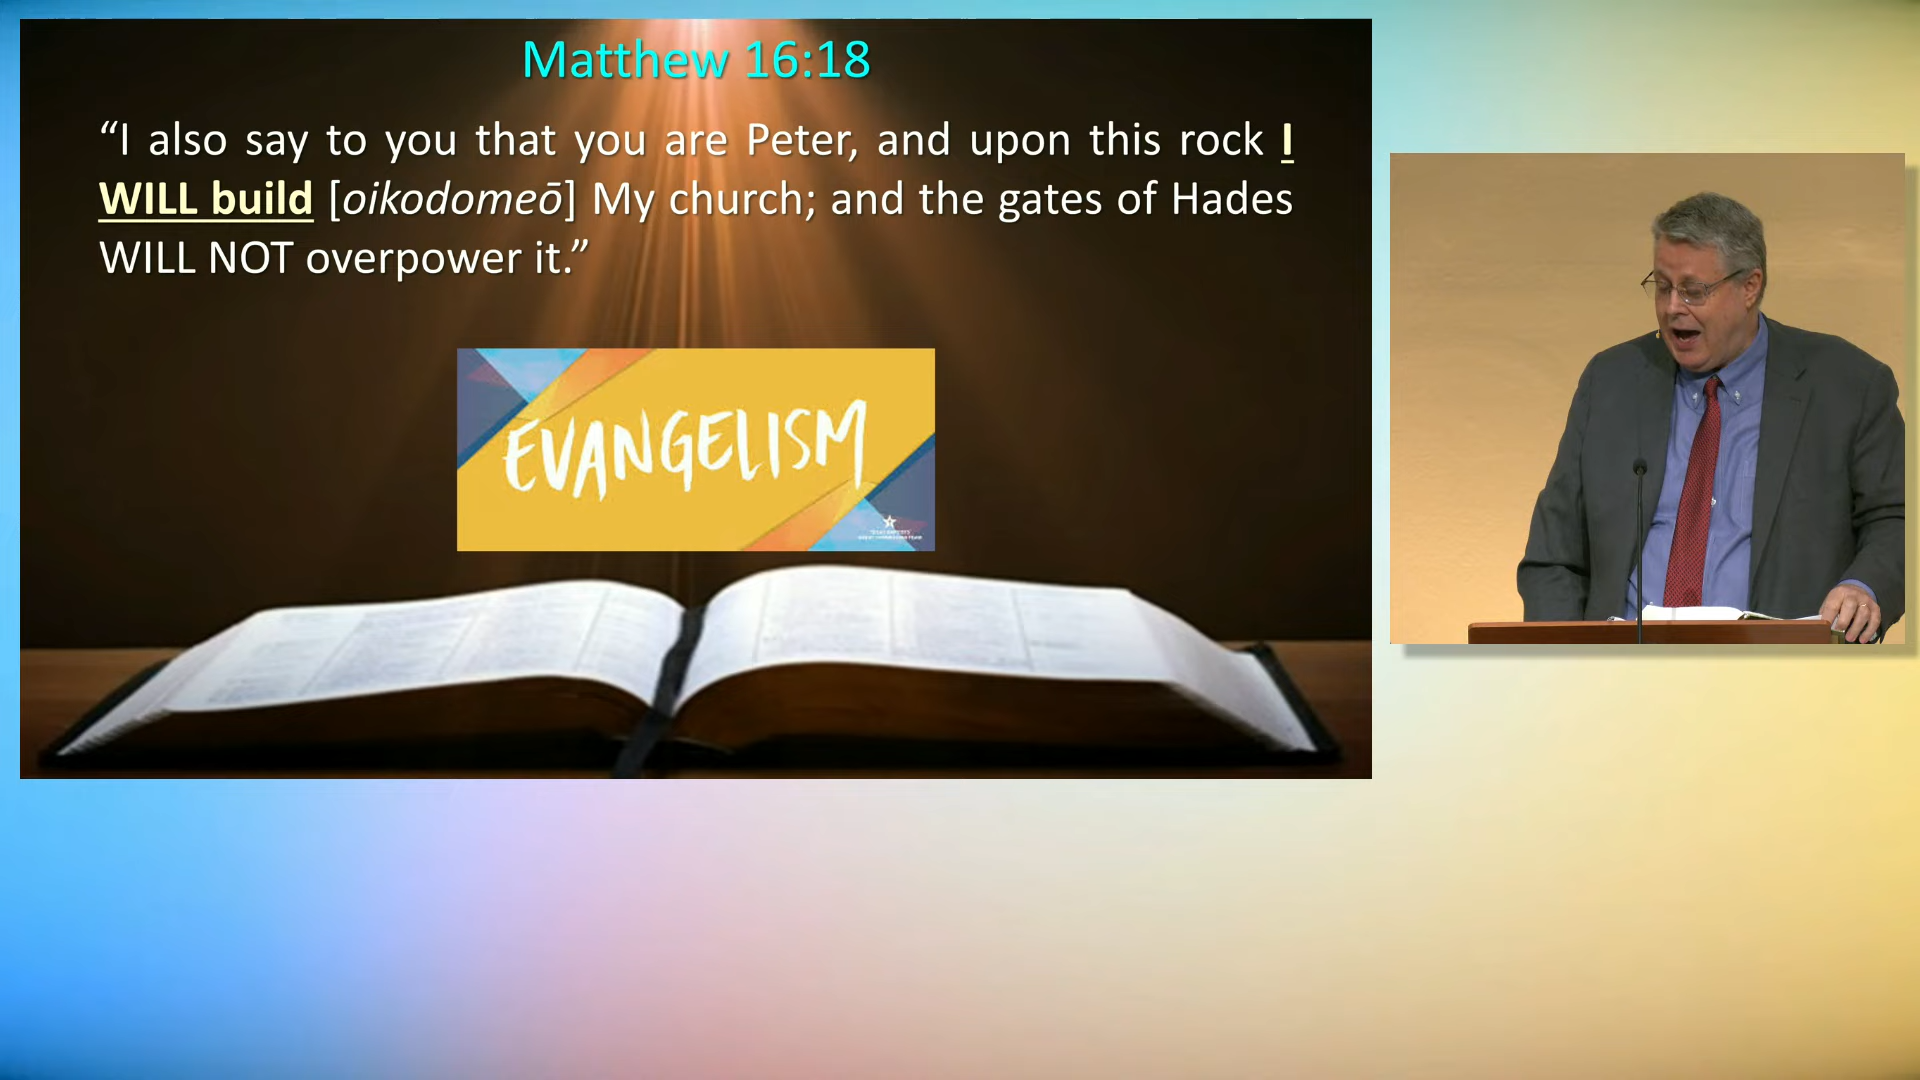 Matthew 16:18
“I also say to you that you are Peter, and upon this rock I
WILL build [oikodomeō] My church; and the gates of Hades
WILL NOT overpower it.”
EVANGELISM